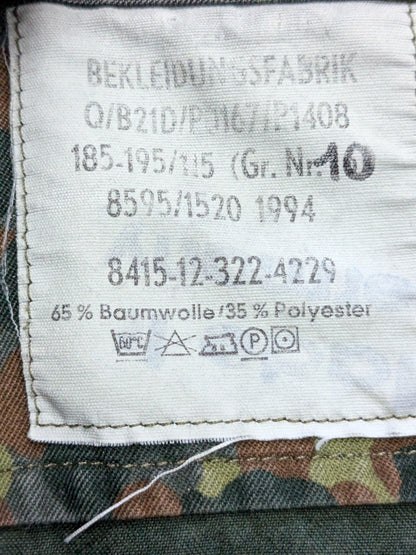 BEKLEIDUNGSFABRIK
Q/B21D/P3167/P1408
185-195/115 (Gr. Nr. 10
8595/1520 1994
8415-12-322-4229
65 % Baumwolle/35 % Polyester
60°C P